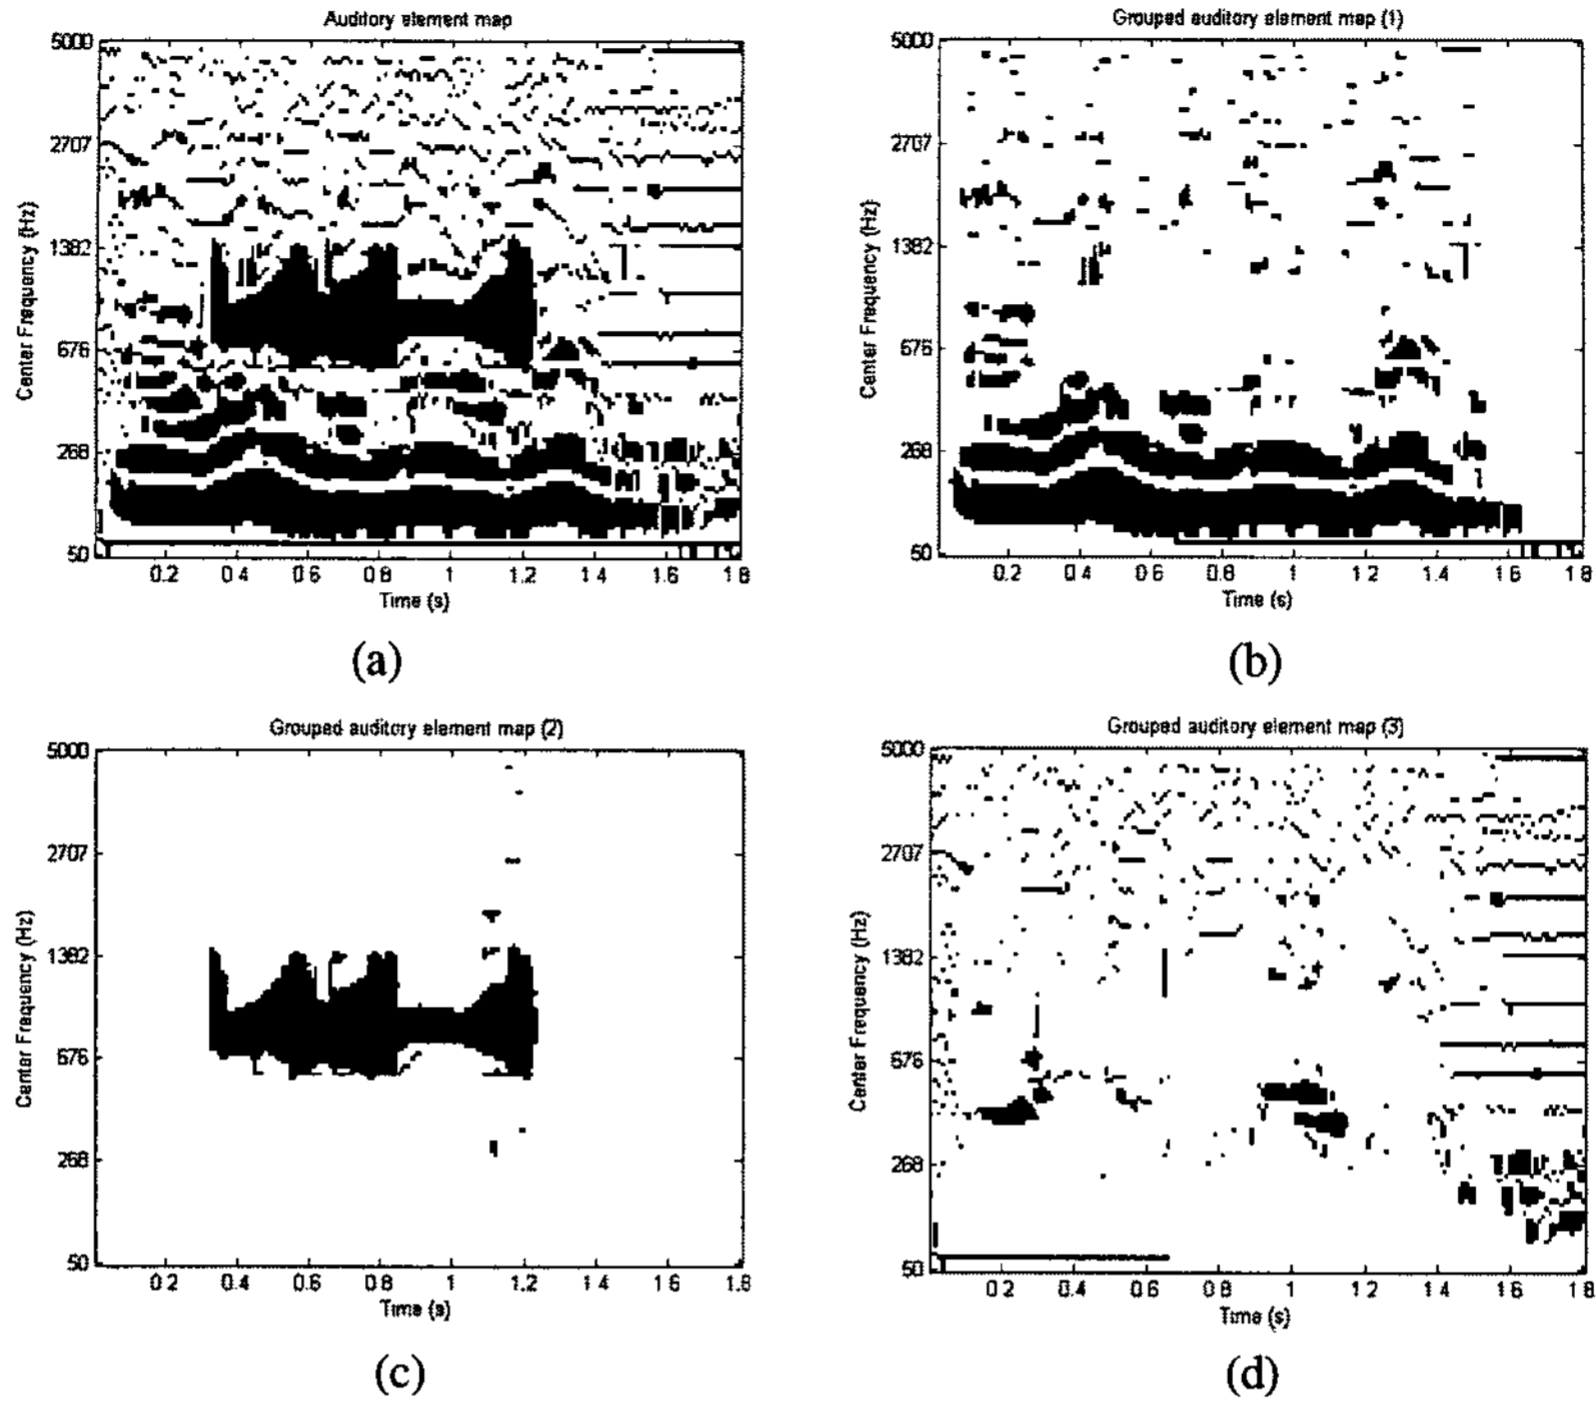 Auditory element map
5000
2707
1382
676
268
50
Center Frequency (Hz)
0.2 0.4 0.6 0.8 1 1.2 1.4 1.6 1.8
Time (s)
(a)
Grouped auditory element map (1)
5000
2707
1382
676
268
50
Center Frequency (Hz)
0.2 0.4 0.6 0.8 1 1.2 1.4 1.6 1.8
Time (s)
(b)
Grouped auditory element map (2)
5000
2707
1382
676
268
50
Center Frequency (Hz)
0.2 0.4 0.6 0.8 1 1.2 1.4 1.6 1.8
Time (s)
(c)
Grouped auditory element map (3)
5000
2707
1382
676
268
50
Center Frequency (Hz)
0.2 0.4 0.6 0.8 1 1.2 1.4 1.6 1.8
Time (s)
(d)